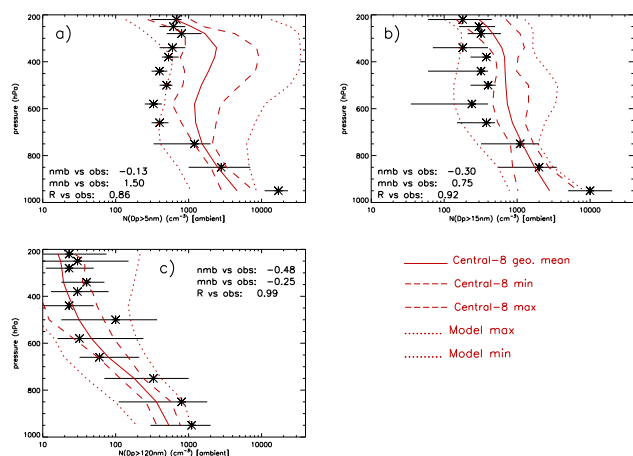 a)
200
400
600
800
1000
pressure (hPa)
nmb vs obs: -0.13
mnb vs obs: 1.50
R vs obs: 0.86
10 100 1000 10000
N(Dp>5nm) (cm⁻³) [ambient]
b)
200
400
600
800
1000
pressure (hPa)
nmb vs obs: -0.30
mnb vs obs: 0.75
R vs obs: 0.92
10 100 1000 10000
N(Dp>15nm) (cm⁻³) [ambient]
c)
200
400
600
800
1000
pressure (hPa)
nmb vs obs: -0.48
mnb vs obs: -0.25
R vs obs: 0.99
10 100 1000 10000
N(Dp>120nm) (cm⁻³) [ambient]
Central-8 geo. mean
Central-8 min
Central-8 max
Model max
Model min